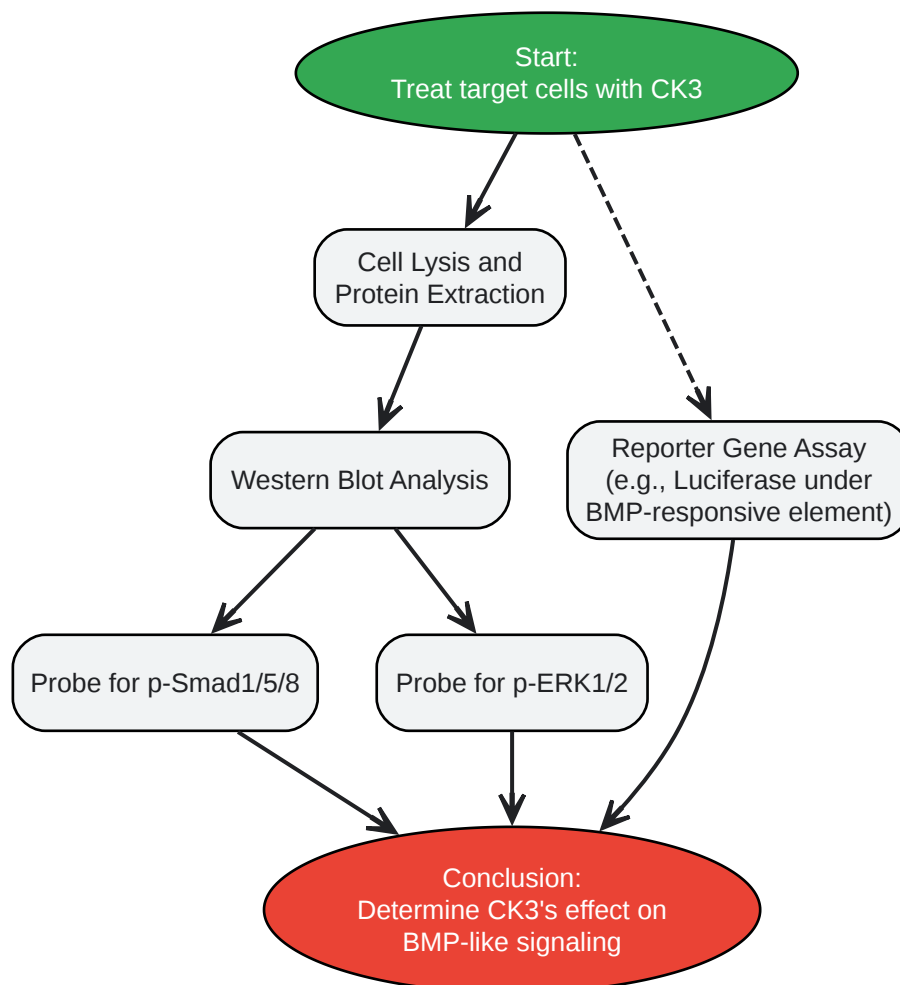 Start:
Treat target cells with CK3
Cell Lysis and
Protein Extraction
Western Blot Analysis
Reporter Gene Assay
(e.g., Luciferase under
BMP-responsive element)
Probe for p-Smad1/5/8
Probe for p-ERK1/2
Conclusion:
Determine CK3's effect on
BMP-like signaling